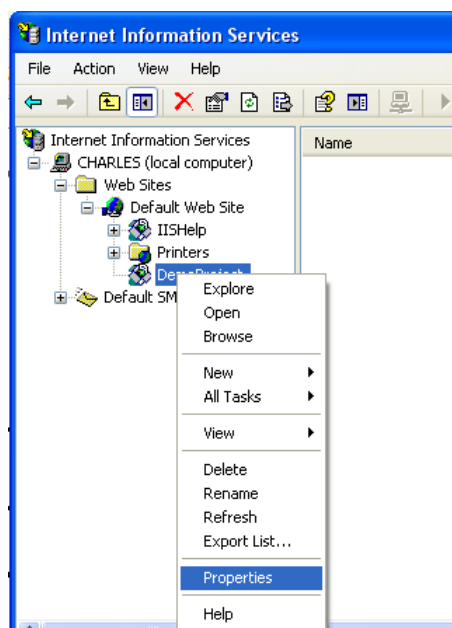 Internet Information Services
File Action View Help
Internet Information Services
Name
CHARLES (local computer)
Web Sites
Default Web Site
IISHelp
Printers
DemoProject
Default SM
Explore
Open
Browse
New
All Tasks
View
Delete
Rename
Refresh
Export List...
Properties
Help